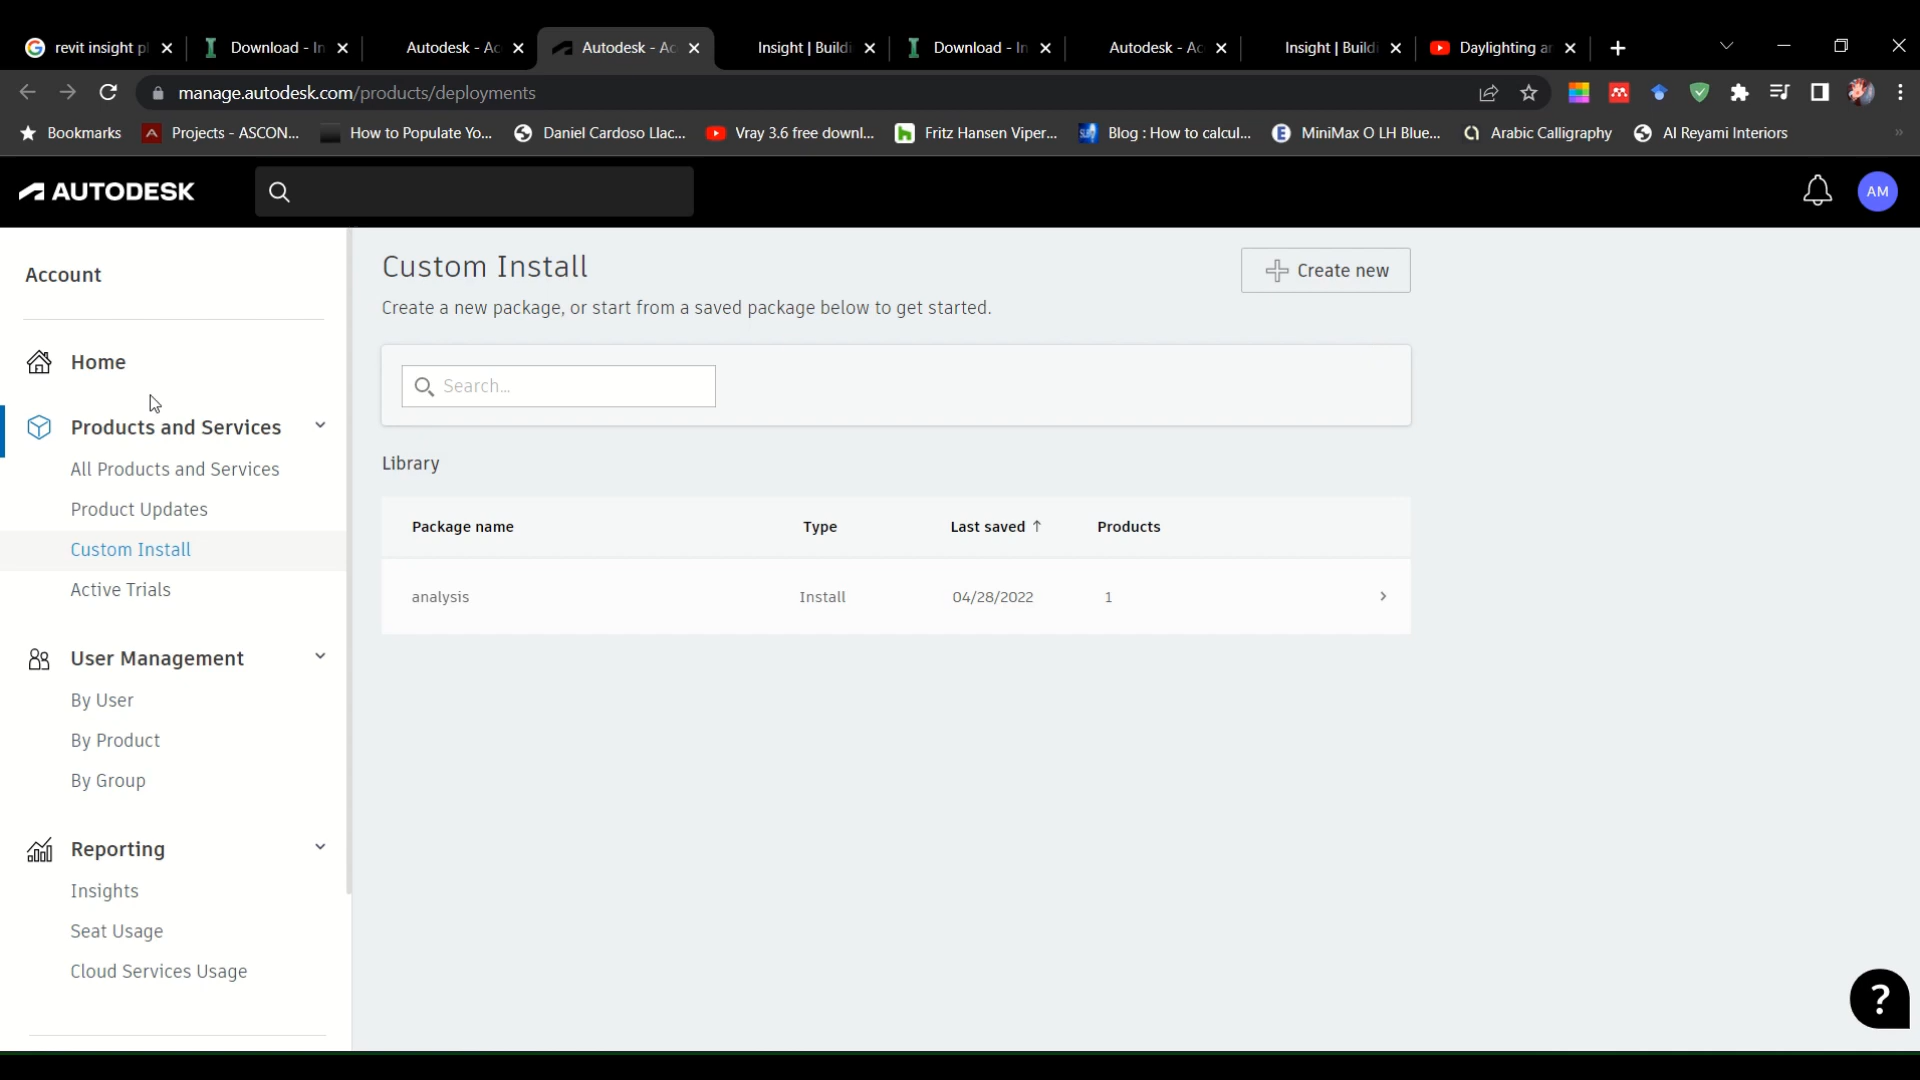 revit insight pl
Download - In
Autodesk - Ac
Autodesk - Ac
Insight | Buildi
Download - In
Autodesk - Ac
Insight | Buildi
Daylighting an
manage.autodesk.com/products/deployments
Bookmarks
Projects - ASCON...
How to Populate Yo...
Daniel Cardoso Llac...
Vray 3.6 free downl...
Fritz Hansen Viper...
Blog : How to calcul...
MiniMax O LH Blue...
Arabic Calligraphy
Al Reyami Interiors
AUTODESK
AM
Account
Home
Products and Services
All Products and Services
Product Updates
Custom Install
Active Trials
User Management
By User
By Product
By Group
Reporting
Insights
Seat Usage
Cloud Services Usage
Custom Install
Create new
Create a new package, or start from a saved package below to get started.
Search...
Library
Package name Type Last saved ↑ Products
analysis Install 04/28/2022 1
?